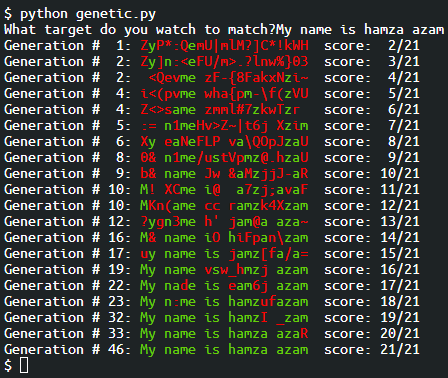 $ python genetic.py
What target do you watch to match?My name is hamza azam
Generation #  1: ZyP*:QemU|mlM?]C*!kWH  score:  2/21
Generation #  2: Zy]n:<eFU/m>.?lnw%}03  score:  3/21
Generation #  2:  <Qevme zF-{8FakxNzi~  score:  4/21
Generation #  4: i<(pvme wha{pm-\f(zVU  score:  5/21
Generation #  4: Z<>same zmml#7zkwTzr   score:  6/21
Generation #  5: := n1meHv>Z~|t6j Xzim  score:  7/21
Generation #  6: Xy eaNeFLP va\QOpJzaU  score:  8/21
Generation #  8: 0& n1me/ustVpmz@.hzaU  score:  9/21
Generation #  9: b& name Jw &aMzjjJ-aR  score: 10/21
Generation # 10: M! XGme i@  a7zj;avaF  score: 11/21
Generation # 10: MKn(ame cc ramzk4Xzam  score: 12/21
Generation # 12: ?ygn3me h' jam@a aza~  score: 13/21
Generation # 16: M& name iO hiFpan\zam  score: 14/21
Generation # 17: uy name is jamz[fa/a=  score: 15/21
Generation # 19: My name vsw_hmzj azam  score: 16/21
Generation # 22: My nade is eam6j azam  score: 17/21
Generation # 23: My n:me is hamzufazam  score: 18/21
Generation # 32: My name is hamzI _zam  score: 19/21
Generation # 33: My name is hamza azaR  score: 20/21
Generation # 46: My name is hamza azam  score: 21/21
$